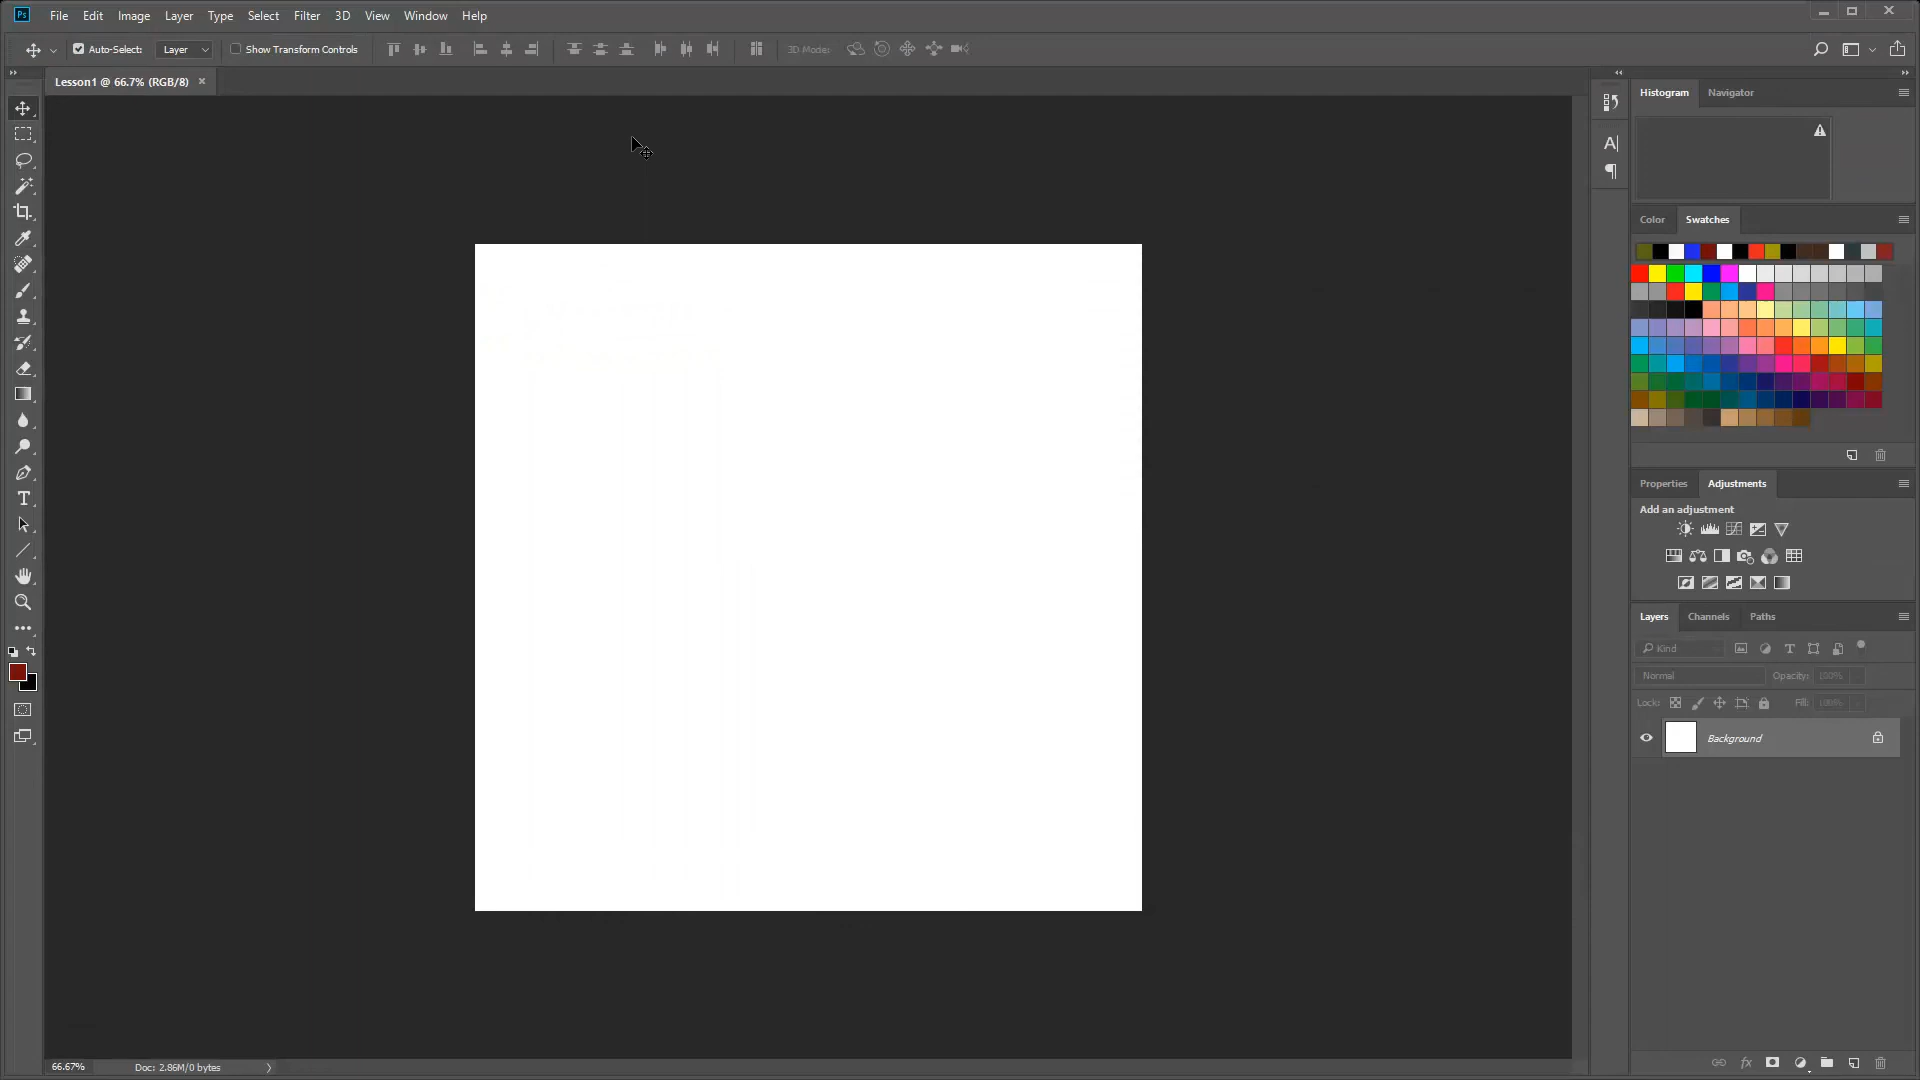 Ps File Edit Image Layer Type Select Filter 3D View Window Help
Auto-Select: Layer Show Transform Controls 3D Mode:
Lesson1 @ 66.7% (RGB/8) ×
Histogram Navigator
Color Swatches
Properties Adjustments
Add an adjustment
Layers Channels Paths
Kind
Normal Opacity: 100%
Lock: Fill: 100%
Background
66.67% Doc: 2.86M/0 bytes